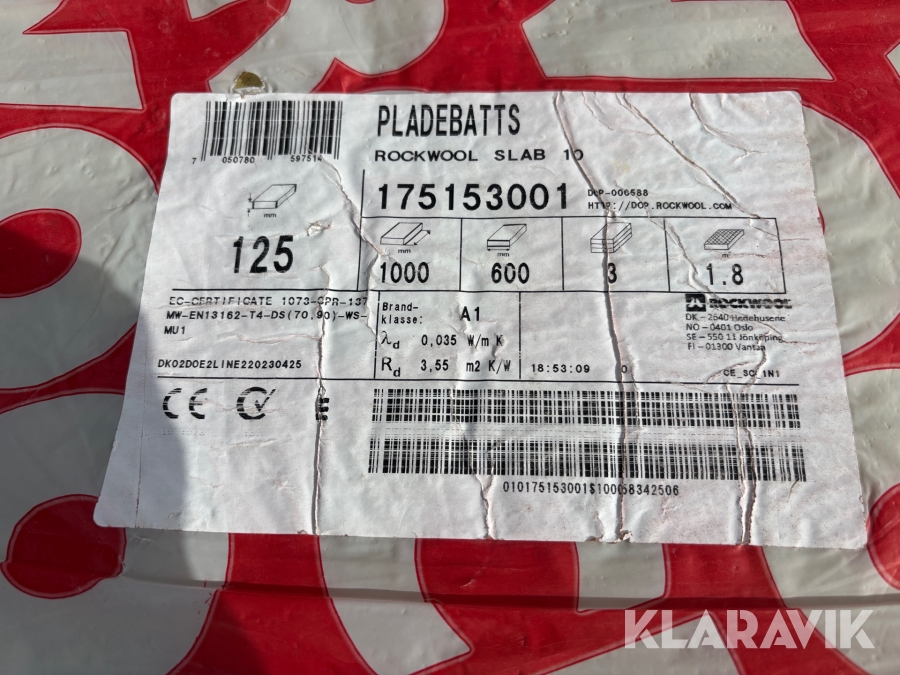 PLADEBATTS
ROCKWOOL SLAB 10
7 050780 597514
175153001
DOP-006588
HTTP://DOP.ROCKWOOL.COM
mm
125
mm
1000
mm
600
3
m²
1.8
EC-CERTIFICATE 1073-CPR-137
MW-EN13162-T4-DS(70,90)-WS-
MU1
DK02DOE2LINE220230425
Brand-
klasse: A1
λd 0,035 W/m K
Rd 3,55 m2 K/W
ROCKWOOL
DK - 2640 Hedehusene
NO - 0401 Oslo
SE - 550 11 Jönköping
FI - 01300 Vantaa
18:53:09 0
CE E
010175153001S100058342506
KLARAVIK